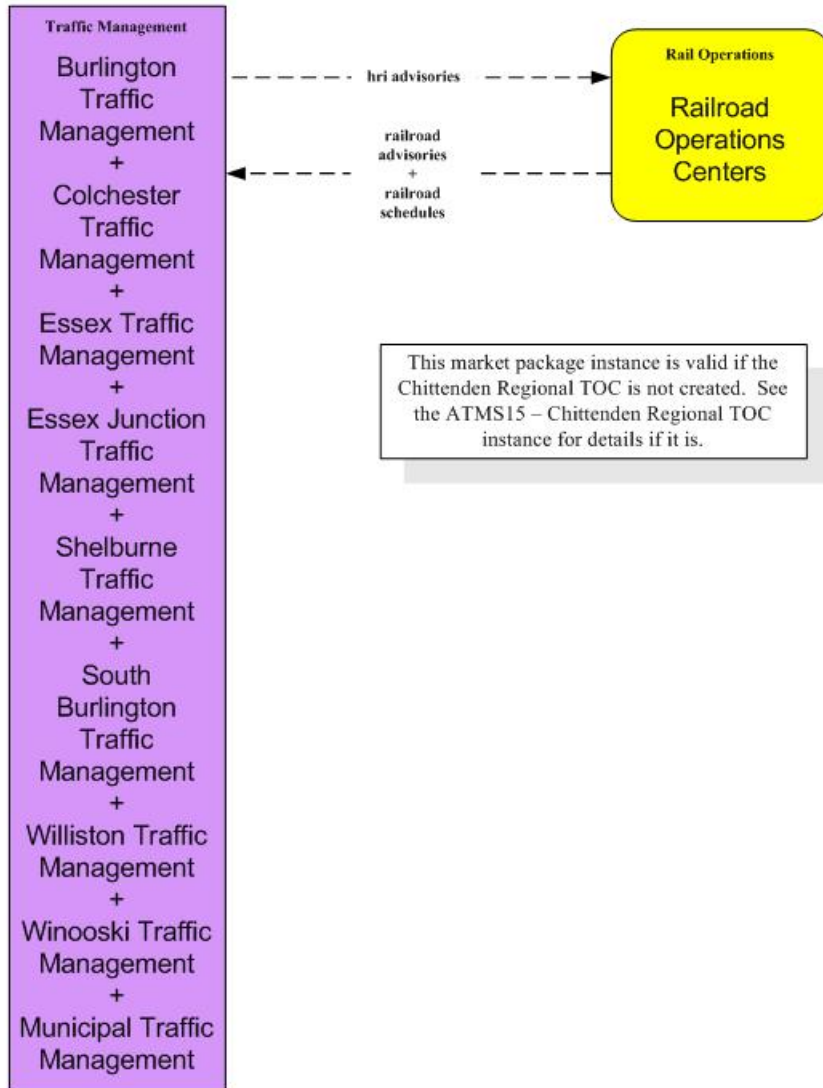 Traffic Management
Burlington
Traffic
Management
+
Colchester
Traffic
Management
+
Essex Traffic
Management
+
Essex Junction
Traffic
Management
+
Shelburne
Traffic
Management
+
South
Burlington
Traffic
Management
+
Williston Traffic
Management
+
Winooski Traffic
Management
+
Municipal Traffic
Management
hri advisories
railroad
advisories
+
railroad
schedules
Rail Operations
Railroad
Operations
Centers
This market package instance is valid if the
Chittenden Regional TOC is not created.  See
the ATMS15 – Chittenden Regional TOC
instance for details if it is.